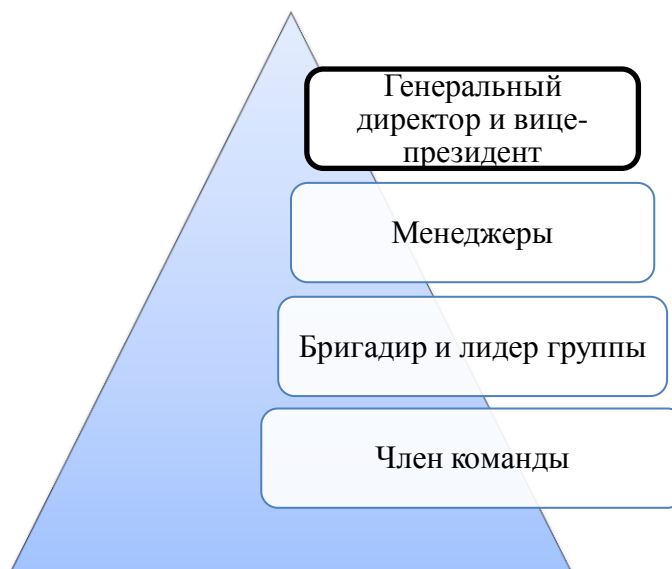 Генеральный
директор и вице-
президент
Менеджеры
Бригадир и лидер группы
Член команды